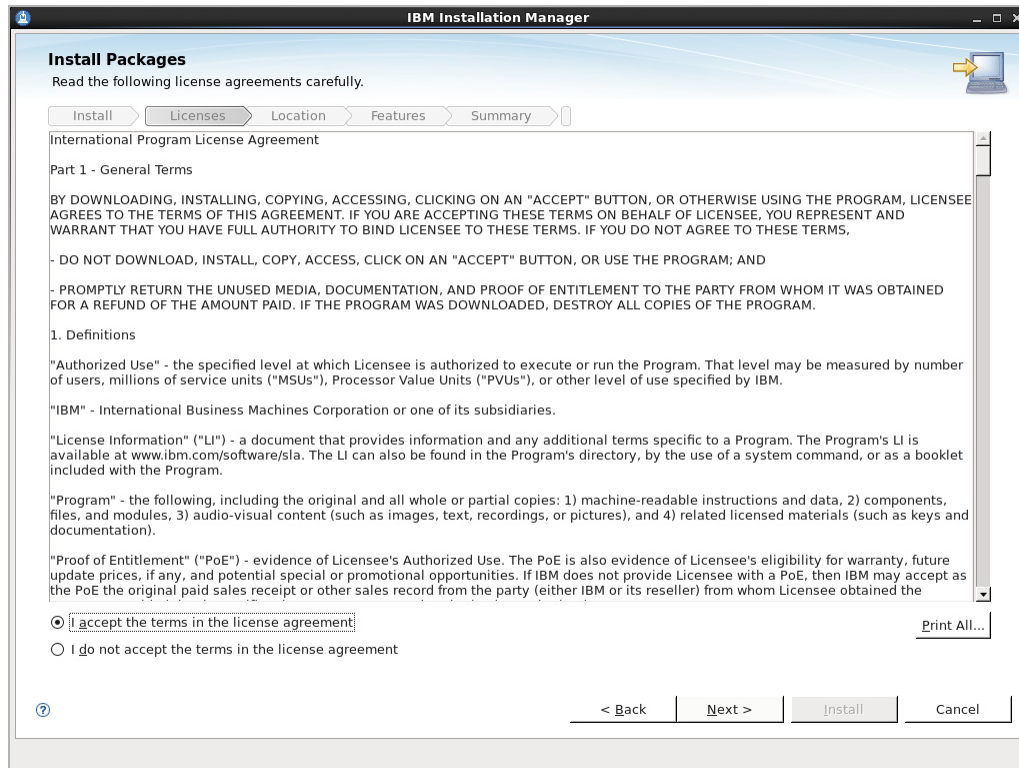 IBM Installation Manager
Install Packages
Read the following license agreements carefully.
Install
Licenses
Location
Features
Summary
International Program License Agreement
Part 1 - General Terms
BY DOWNLOADING, INSTALLING, COPYING, ACCESSING, CLICKING ON AN "ACCEPT" BUTTON, OR OTHERWISE USING THE PROGRAM, LICENSEE
AGREES TO THE TERMS OF THIS AGREEMENT. IF YOU ARE ACCEPTING THESE TERMS ON BEHALF OF LICENSEE, YOU REPRESENT AND
WARRANT THAT YOU HAVE FULL AUTHORITY TO BIND LICENSEE TO THESE TERMS. IF YOU DO NOT AGREE TO THESE TERMS,
- DO NOT DOWNLOAD, INSTALL, COPY, ACCESS, CLICK ON AN "ACCEPT" BUTTON, OR USE THE PROGRAM; AND
- PROMPTLY RETURN THE UNUSED MEDIA, DOCUMENTATION, AND PROOF OF ENTITLEMENT TO THE PARTY FROM WHOM IT WAS OBTAINED
FOR A REFUND OF THE AMOUNT PAID. IF THE PROGRAM WAS DOWNLOADED, DESTROY ALL COPIES OF THE PROGRAM.
1. Definitions
"Authorized Use" - the specified level at which Licensee is authorized to execute or run the Program. That level may be measured by number
of users, millions of service units ("MSUs"), Processor Value Units ("PVUs"), or other level of use specified by IBM.
"IBM" - International Business Machines Corporation or one of its subsidiaries.
"License Information" ("LI") - a document that provides information and any additional terms specific to a Program. The Program's LI is
available at www.ibm.com/software/sla. The LI can also be found in the Program's directory, by the use of a system command, or as a booklet
included with the Program.
"Program" - the following, including the original and all whole or partial copies: 1) machine-readable instructions and data, 2) components,
files, and modules, 3) audio-visual content (such as images, text, recordings, or pictures), and 4) related licensed materials (such as keys and
documentation).
"Proof of Entitlement" ("PoE") - evidence of Licensee's Authorized Use. The PoE is also evidence of Licensee's eligibility for warranty, future
update prices, if any, and potential special or promotional opportunities. If IBM does not provide Licensee with a PoE, then IBM may accept as
the PoE the original paid sales receipt or other sales record from the party (either IBM or its reseller) from whom Licensee obtained the
I accept the terms in the license agreement
Print All...
I do not accept the terms in the license agreement
?
< Back
Next >
Install
Cancel